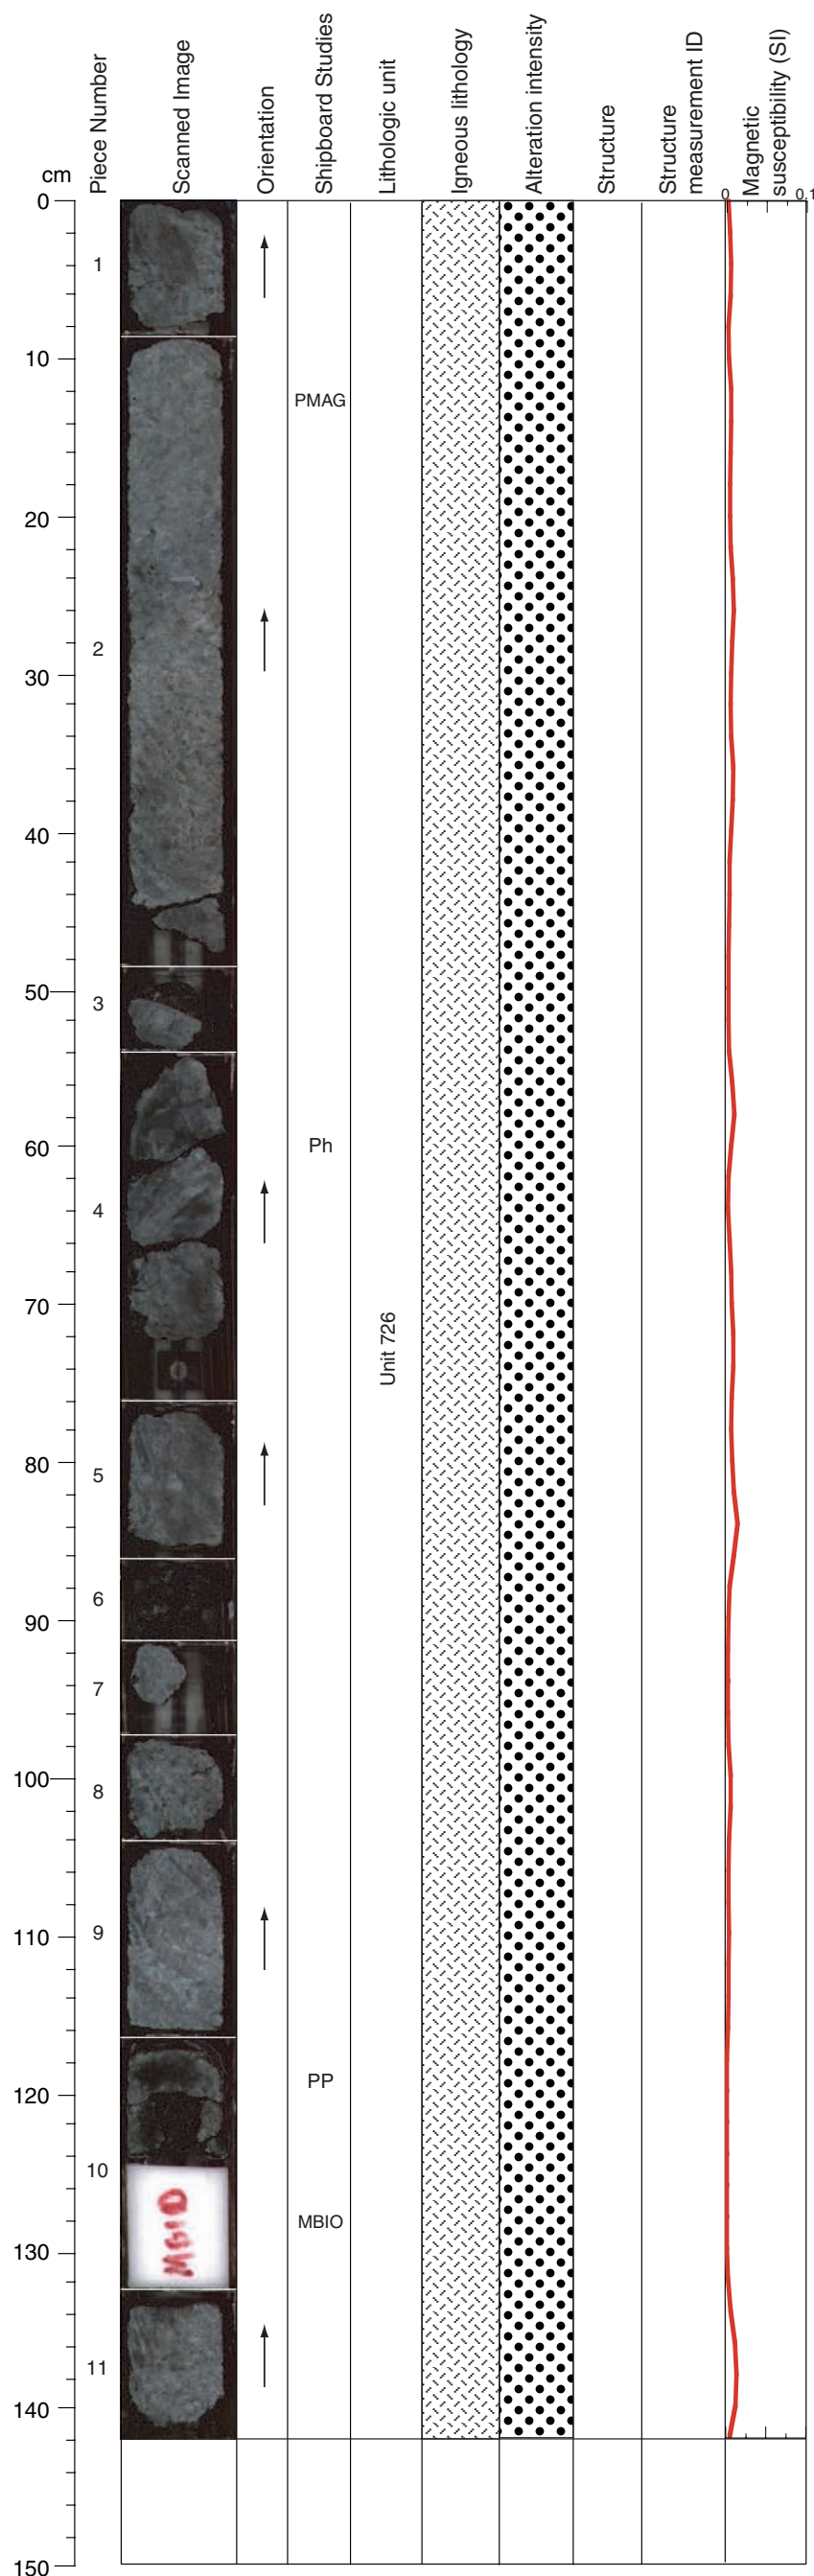 cm
Piece Number
Scanned Image
Orientation
Shipboard Studies
Lithologic unit
Igneous lithology
Alteration intensity
Structure
Structure
measurement ID
Magnetic
susceptibility (SI)
0
0.1
0
1
10
PMAG
20
2
30
40
50
3
60
Ph
4
70
Unit 726
80
5
6
90
7
100
8
110
9
PP
120
10
MBIO
MBIO
130
11
140
150